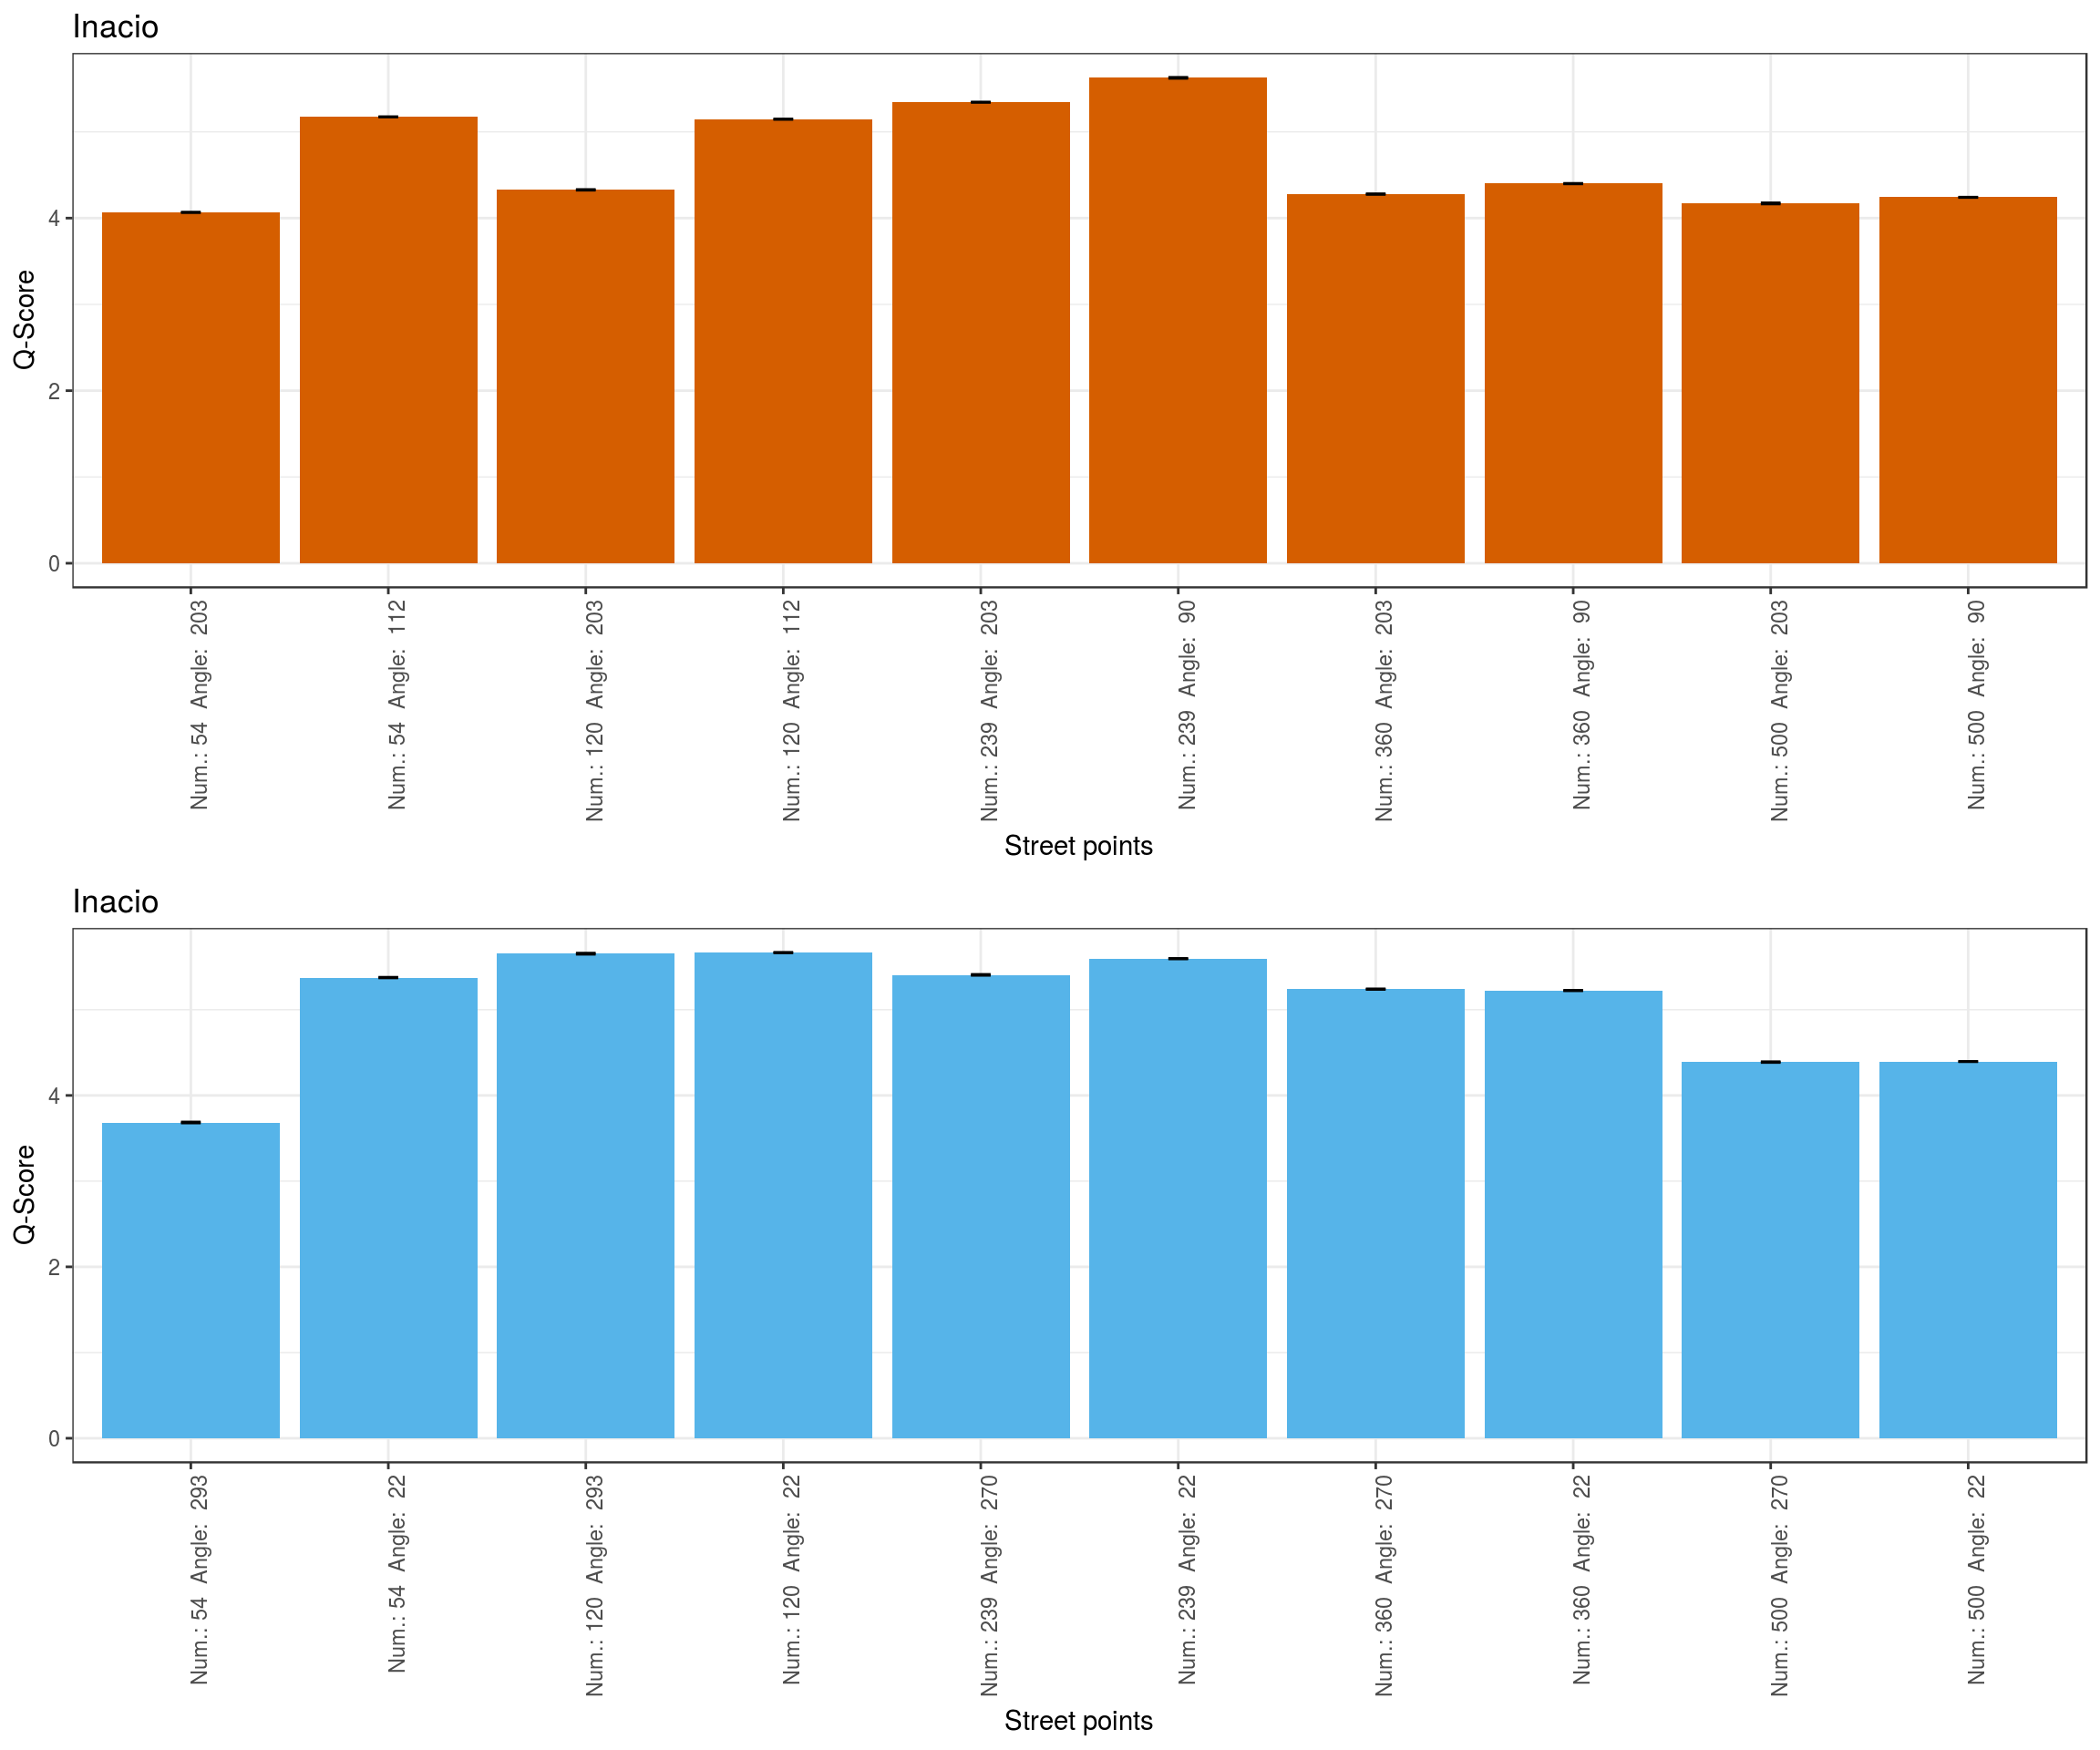 Inacio
Q-Score
4
2
0
Num.: 54 Angle: 203
Num.: 54 Angle: 112
Num.: 120 Angle: 203
Num.: 120 Angle: 112
Num.: 239 Angle: 203
Num.: 239 Angle: 90
Num.: 360 Angle: 203
Num.: 360 Angle: 90
Num.: 500 Angle: 203
Num.: 500 Angle: 90
Street points
Inacio
Q-Score
4
2
0
Num.: 54 Angle: 293
Num.: 54 Angle: 22
Num.: 120 Angle: 293
Num.: 120 Angle: 22
Num.: 239 Angle: 270
Num.: 239 Angle: 22
Num.: 360 Angle: 270
Num.: 360 Angle: 22
Num.: 500 Angle: 270
Num.: 500 Angle: 22
Street points